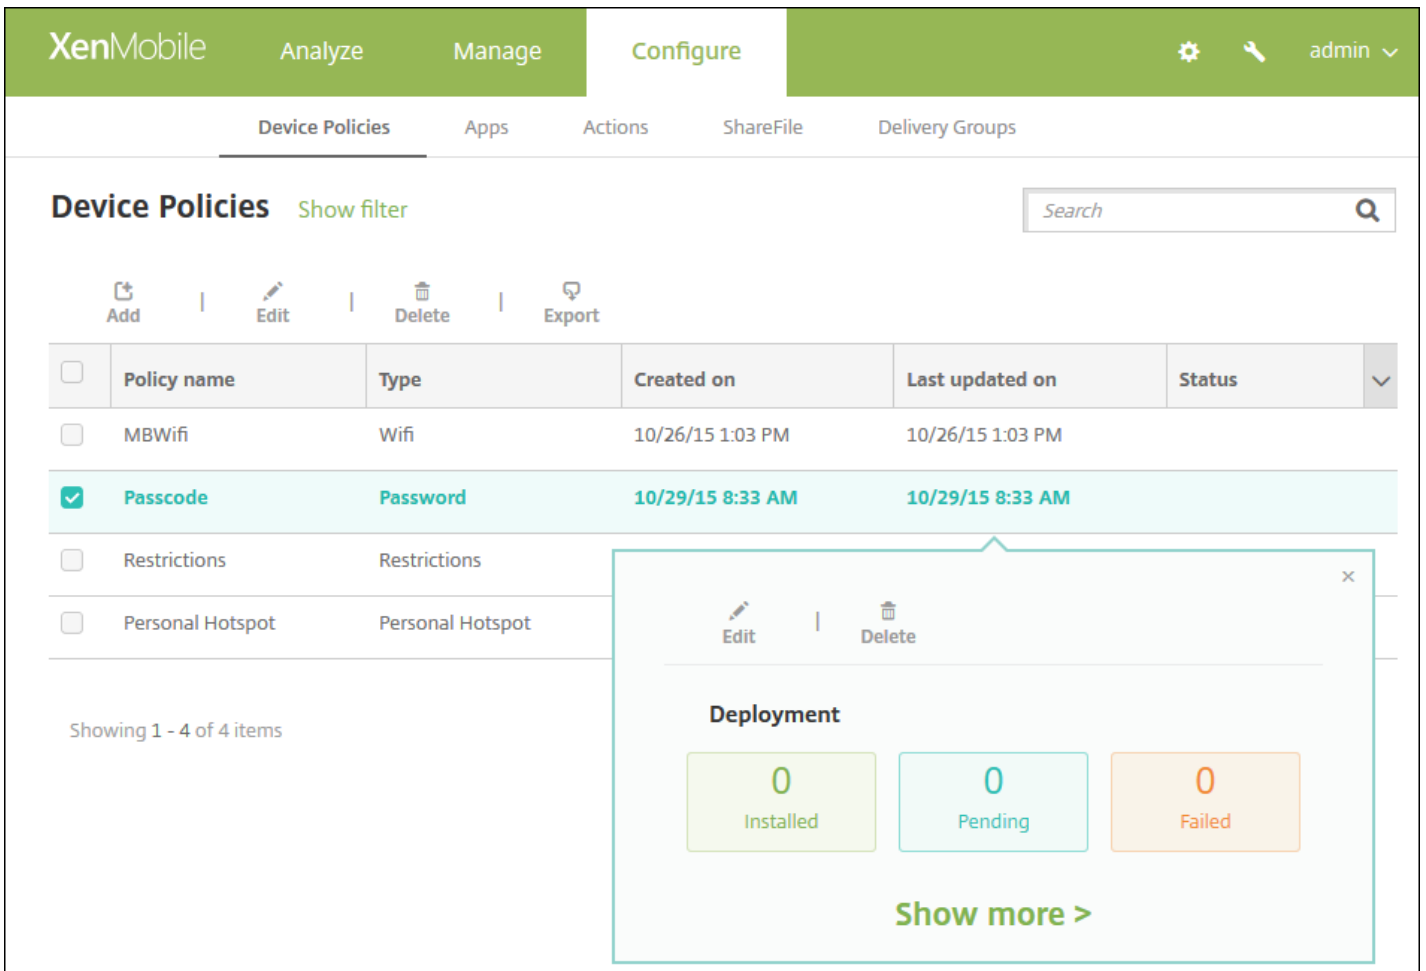 XenMobile Analyze Manage Configure admin
Device Policies Apps Actions ShareFile Delivery Groups
Device Policies Show filter Search
Add | Edit | Delete | Export
Policy name Type Created on Last updated on Status
MBWifi Wifi 10/26/15 1:03 PM 10/26/15 1:03 PM
Passcode Password 10/29/15 8:33 AM 10/29/15 8:33 AM
Restrictions Restrictions
Personal Hotspot Personal Hotspot
Edit | Delete
Deployment
Showing 1 - 4 of 4 items
0 0 0
Installed Pending Failed
Show more >